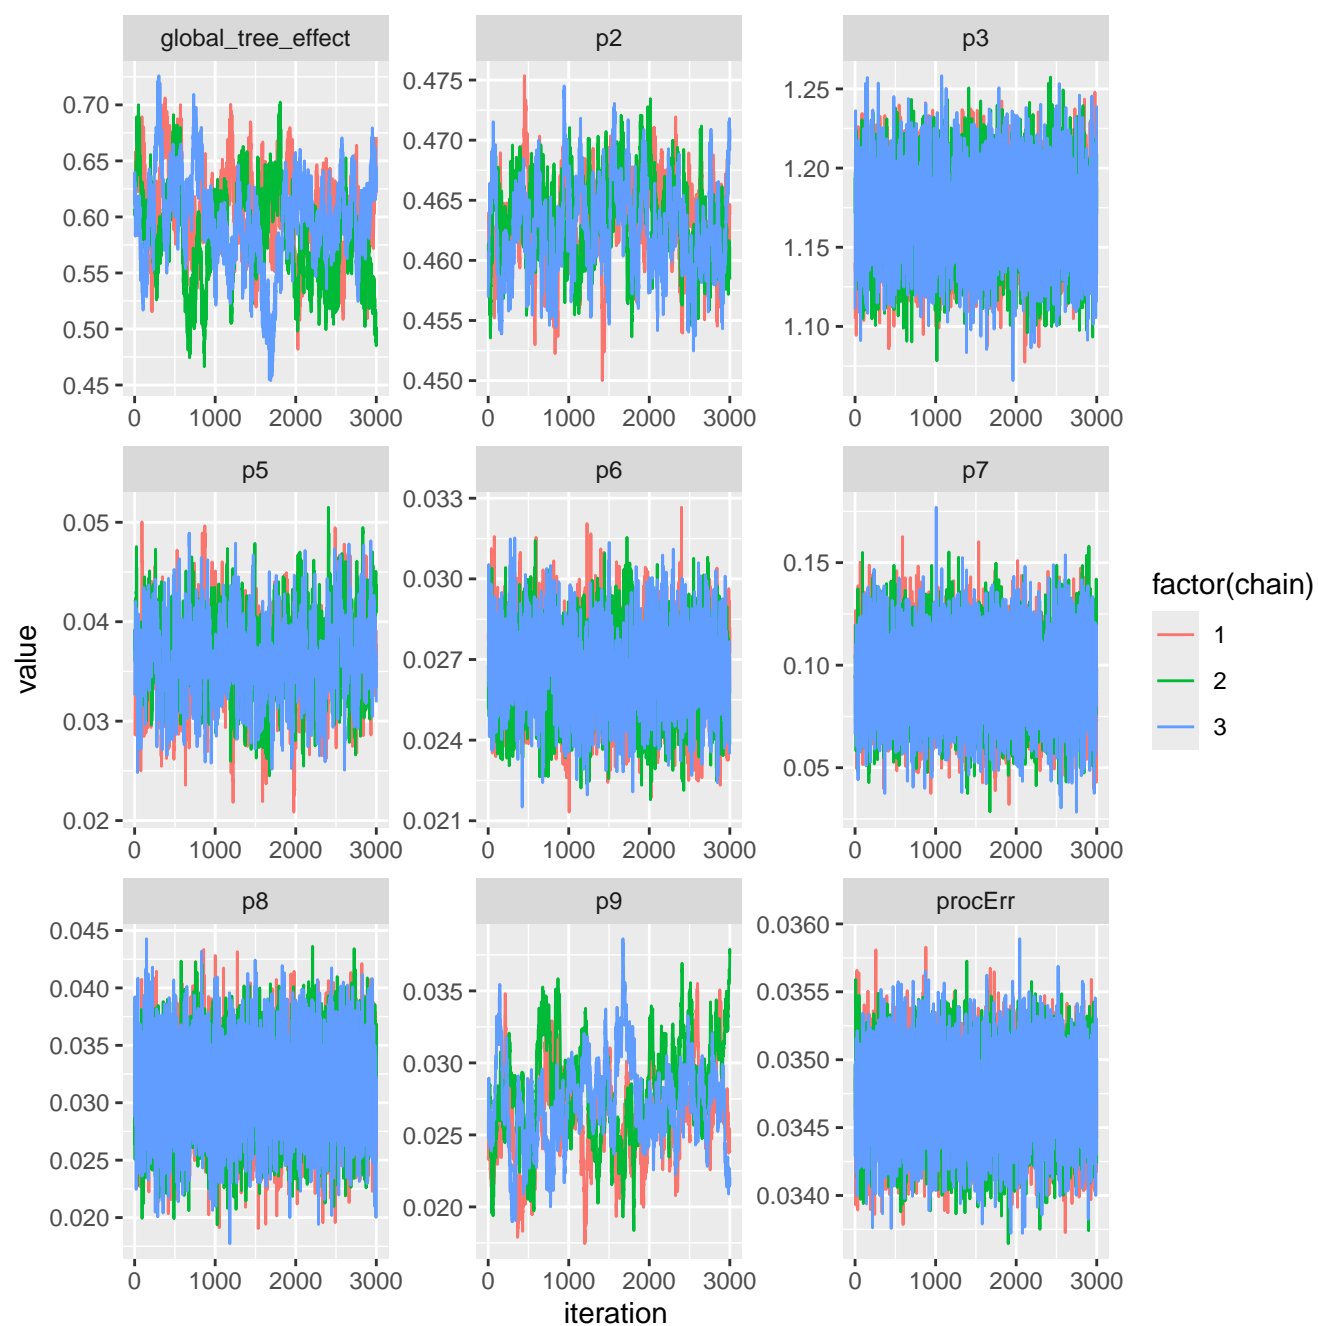 global_tree_effect
p2
p3
0.70
0.65
0.60
0.55
0.50
0.45
0.475
0.470
0.465
0.460
0.455
0.450
1.25
1.20
1.15
1.10
0 1000 2000 3000
0 1000 2000 3000
0 1000 2000 3000
p5
p6
p7
0.05
0.04
0.03
0.02
0.033
0.030
0.027
0.024
0.021
0.15
0.10
0.05
0 1000 2000 3000
0 1000 2000 3000
0 1000 2000 3000
p8
p9
procErr
0.045
0.040
0.035
0.030
0.025
0.020
0.035
0.030
0.025
0.020
0.0360
0.0355
0.0350
0.0345
0.0340
0 1000 2000 3000
0 1000 2000 3000
0 1000 2000 3000
value
iteration
factor(chain)
1
2
3